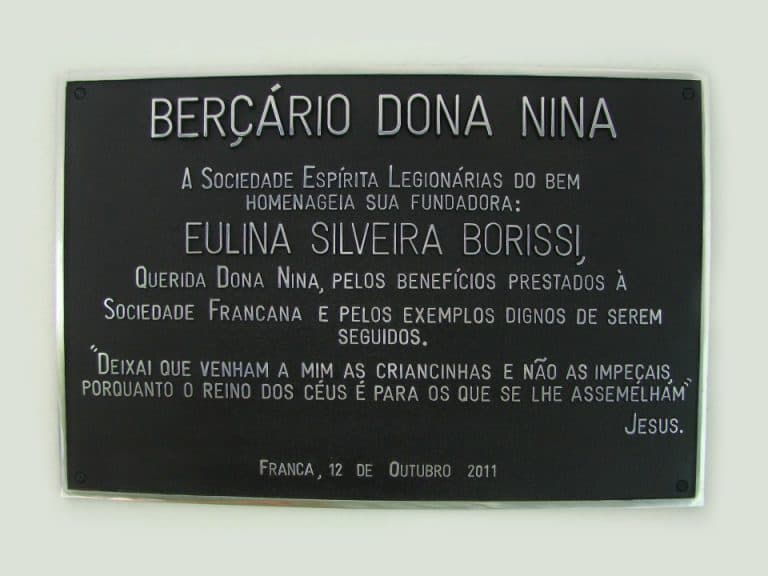 BERÇÁRIO DONA NINA
A SOCIEDADE ESPÍRITA LEGIONÁRIAS DO BEM
HOMENAGEIA SUA FUNDADORA:
EULINA SILVEIRA BORISSI,
QUERIDA DONA NINA, PELOS BENEFÍCIOS PRESTADOS À
SOCIEDADE FRANCANA E PELOS EXEMPLOS DIGNOS DE SEREM
SEGUIDOS.
"DEIXAI QUE VENHAM A MIM AS CRIANCINHAS E NÃO AS IMPEÇAIS,
PORQUANTO O REINO DOS CÉUS É PARA OS QUE SE LHE ASSEMELHAM"
JESUS.
FRANCA, 12 DE OUTUBRO 2011